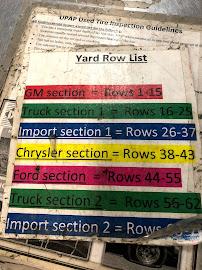 UPAP Used Tire Inspection Guidelines
Yard Row List
GM section = Rows 1-15
Truck section 1 = Rows 16-25
Import section 1 = Rows 26-37
Chrysler section = Rows 38-43
Ford section = Rows 44-55
Truck section 2 = Rows 56-62
Import section 2 = Rows